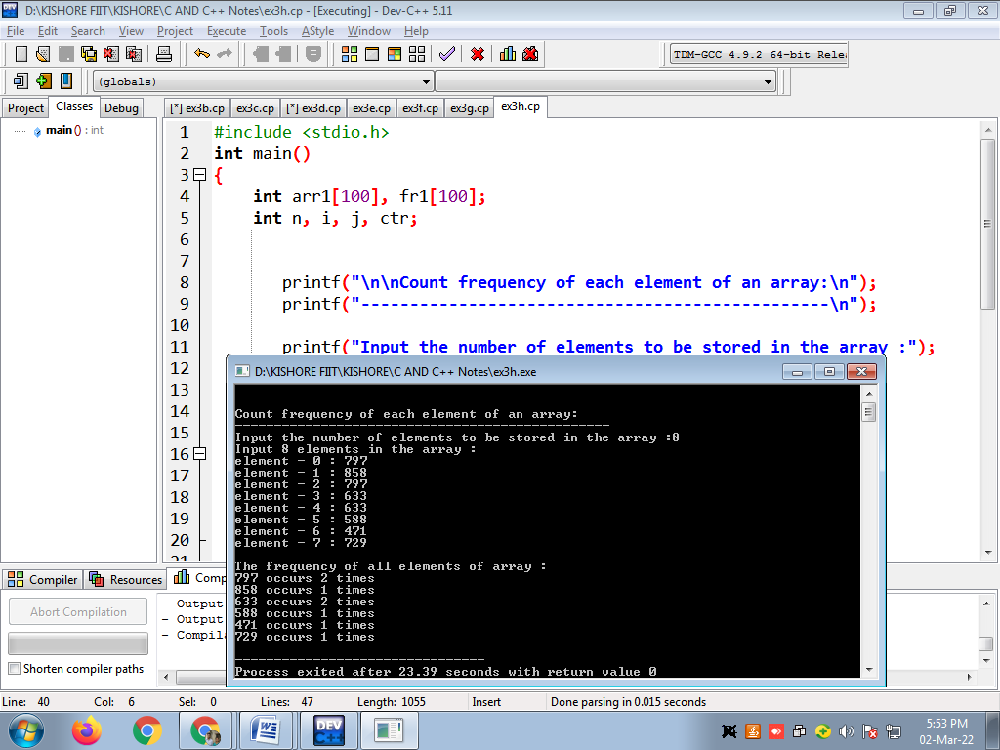 D:\KISHORE FIIT\KISHORE\C AND C++ Notes\ex3h.cp - [Executing] - Dev-C++ 5.11
File Edit Search View Project Execute Tools AStyle Window Help
TDM-GCC 4.9.2 64-bit Rele
(globals)
Project Classes Debug [*] ex3b.cp ex3c.cp [*] ex3d.cp ex3e.cp ex3f.cp ex3g.cp ex3h.cp
main () : int
1 #include <stdio.h>
2 int main()
3 {
4 int arr1[100], fr1[100];
5 int n, i, j, ctr;
6
7
8 printf("\n\nCount frequency of each element of an array:\n");
9 printf("------------------------------------------------\n");
10
11 printf("Input the number of elements to be stored in the array :");
12
13
14
15
16
17
18
19
20
21
D:\KISHORE FIIT\KISHORE\C AND C++ Notes\ex3h.exe
Count frequency of each element of an array:
------------------------------------------------
Input the number of elements to be stored in the array :8
Input 8 elements in the array :
element - 0 : 797
element - 1 : 858
element - 2 : 797
element - 3 : 633
element - 4 : 633
element - 5 : 588
element - 6 : 471
element - 7 : 729
The frequency of all elements of array :
797 occurs 2 times
858 occurs 1 times
633 occurs 2 times
588 occurs 1 times
471 occurs 1 times
729 occurs 1 times
--------------------------------
Process exited after 23.39 seconds with return value 0
Compiler Resources Comp
Abort Compilation
Shorten compiler paths
- Output
- Output
- Compila
Line: 40 Col: 6 Sel: 0 Lines: 47 Length: 1055 Insert Done parsing in 0.015 seconds
DEV C++
5:53 PM
02-Mar-22